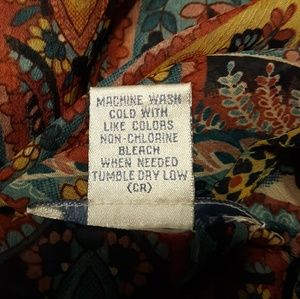 MACHINE WASH
COLD WITH
LIKE COLORS
NON-CHLORINE
BLEACH
WHEN NEEDED
TUMBLE DRY LOW
(CR)